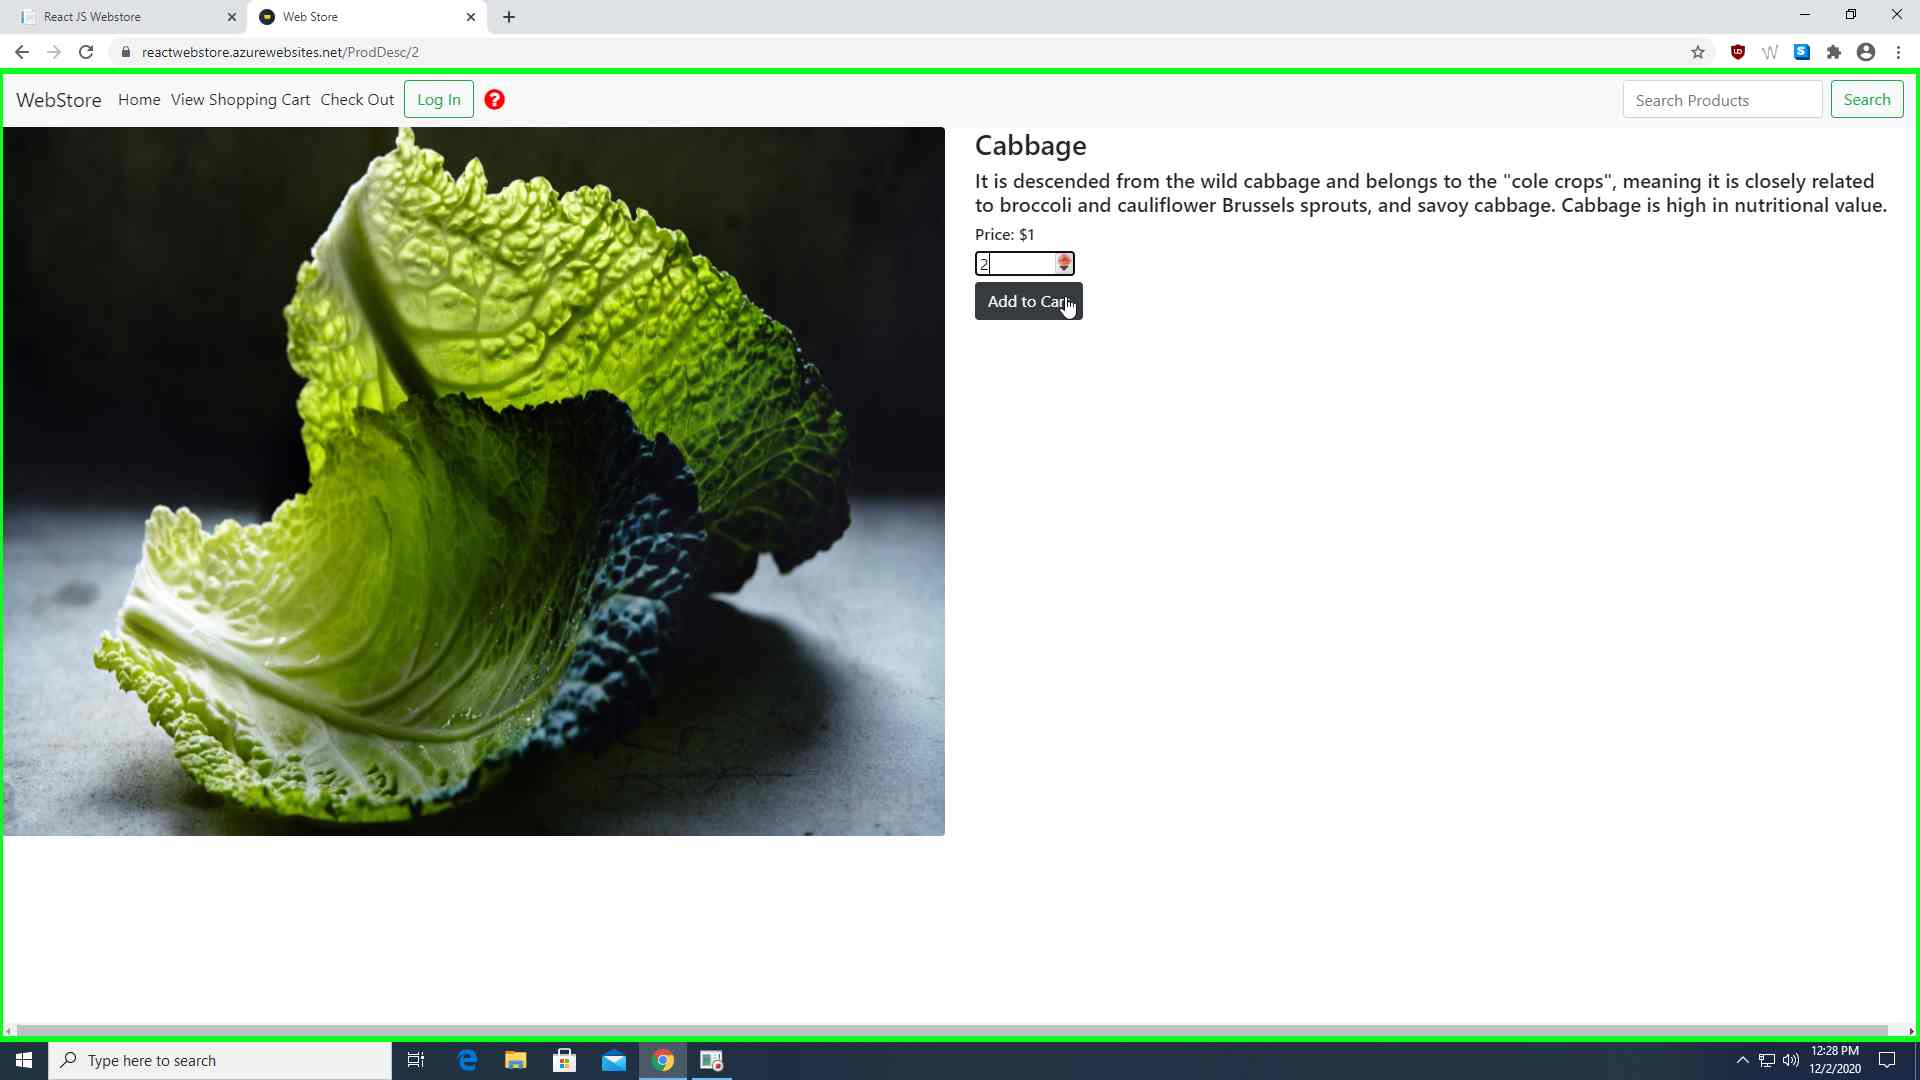 React JS Webstore
Web Store
reactwebstore.azurewebsites.net/ProdDesc/2
WebStore Home View Shopping Cart Check Out Log In ?
Search Products Search
Cabbage
It is descended from the wild cabbage and belongs to the "cole crops", meaning it is closely related
to broccoli and cauliflower Brussels sprouts, and savoy cabbage. Cabbage is high in nutritional value.
Price: $1
2
Add to Cart
Type here to search
12:28 PM
12/2/2020